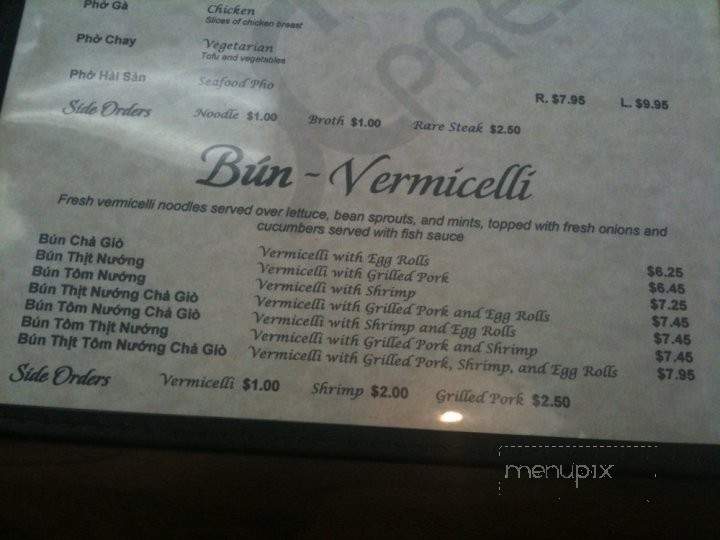 Phở Gà Chicken
Slices of chicken breast
Phở Chay Vegetarian
Tofu and vegetables
Phở Hải Sản Seafood Pho R. $7.95 L. $9.95
Side Orders Noodle $1.00 Broth $1.00 Rare Steak $2.50
Bún - Vermicelli
Fresh vermicelli noodles served over lettuce, bean sprouts, and mints, topped with fresh onions and
cucumbers served with fish sauce
Bún Chả Giò Vermicelli with Egg Rolls $6.25
Bún Thịt Nướng Vermicelli with Grilled Pork $6.45
Bún Tôm Nướng Vermicelli with Shrimp $7.25
Bún Thịt Nướng Chả Giò Vermicelli with Grilled Pork and Egg Rolls $7.45
Bún Tôm Nướng Chả Giò Vermicelli with Shrimp and Egg Rolls $7.45
Bún Tôm Thịt Nướng Vermicelli with Grilled Pork and Shrimp $7.45
Bún Thịt Tôm Nướng Chả Giò Vermicelli with Grilled Pork, Shrimp, and Egg Rolls $7.95
Side Orders Vermicelli $1.00 Shrimp $2.00 Grilled Pork $2.50
menupix